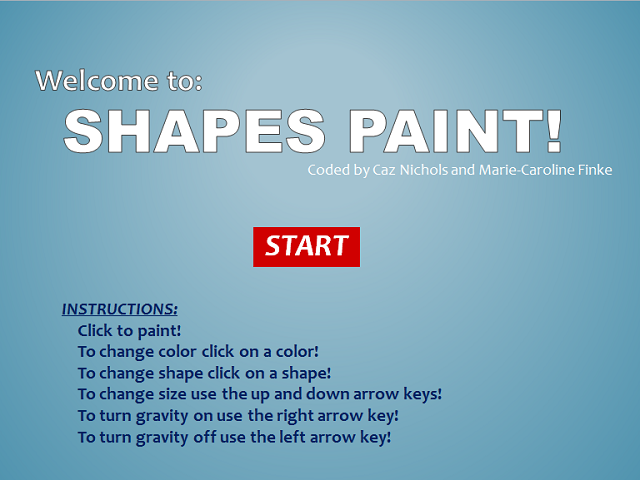 Welcome to:
SHAPES PAINT!
Coded by Caz Nichols and Marie-Caroline Finke
START
INSTRUCTIONS:
Click to paint!
To change color click on a color!
To change shape click on a shape!
To change size use the up and down arrow keys!
To turn gravity on use the right arrow key!
To turn gravity off use the left arrow key!